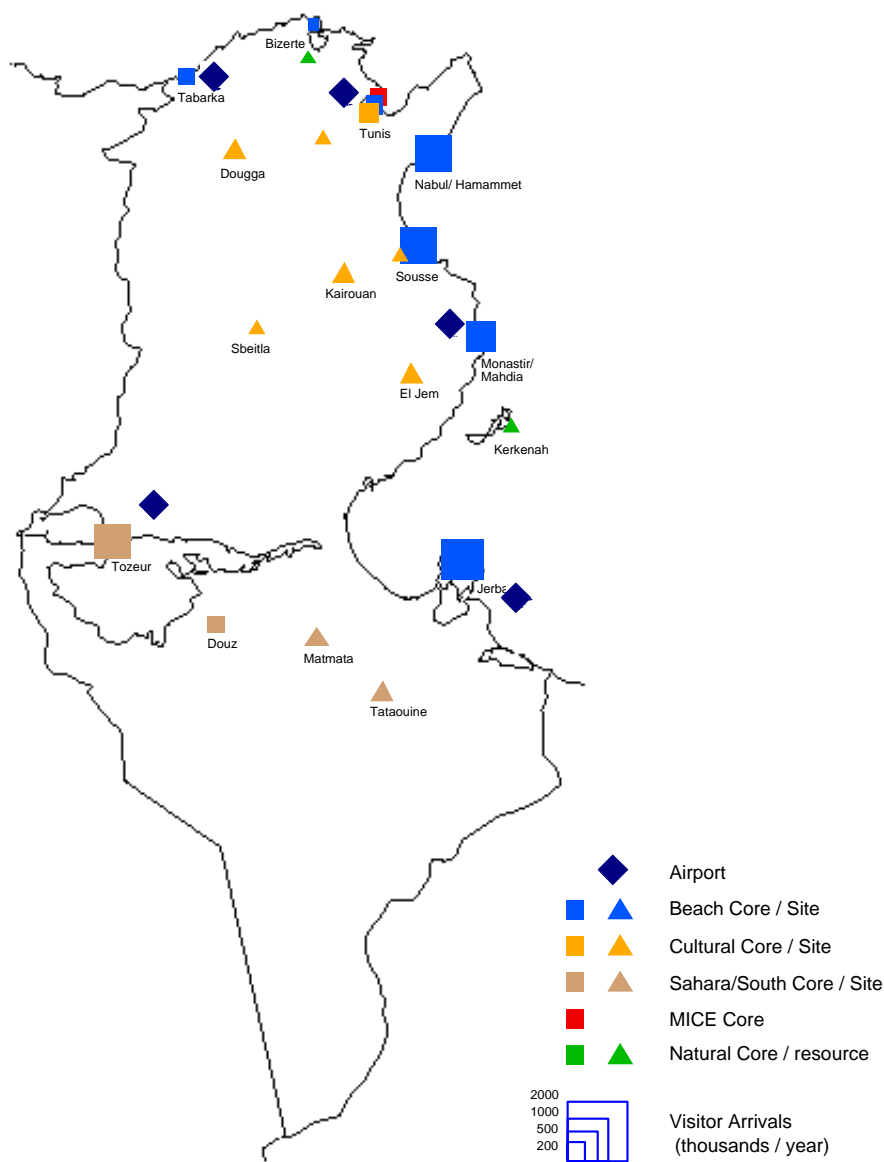 Bizerte
Tabarka
Tunis
Dougga
Nabul/ Hamammet
Sousse
Kairouan
Sbeitla
Monastir/
Mahdia
El Jem
Kerkenah
Tozeur
Jerba
Douz
Matmata
Tataouine
Airport
Beach Core / Site
Cultural Core / Site
Sahara/South Core / Site
MICE Core
Natural Core / resource
2000
1000
500
200
Visitor Arrivals
(thousands / year)